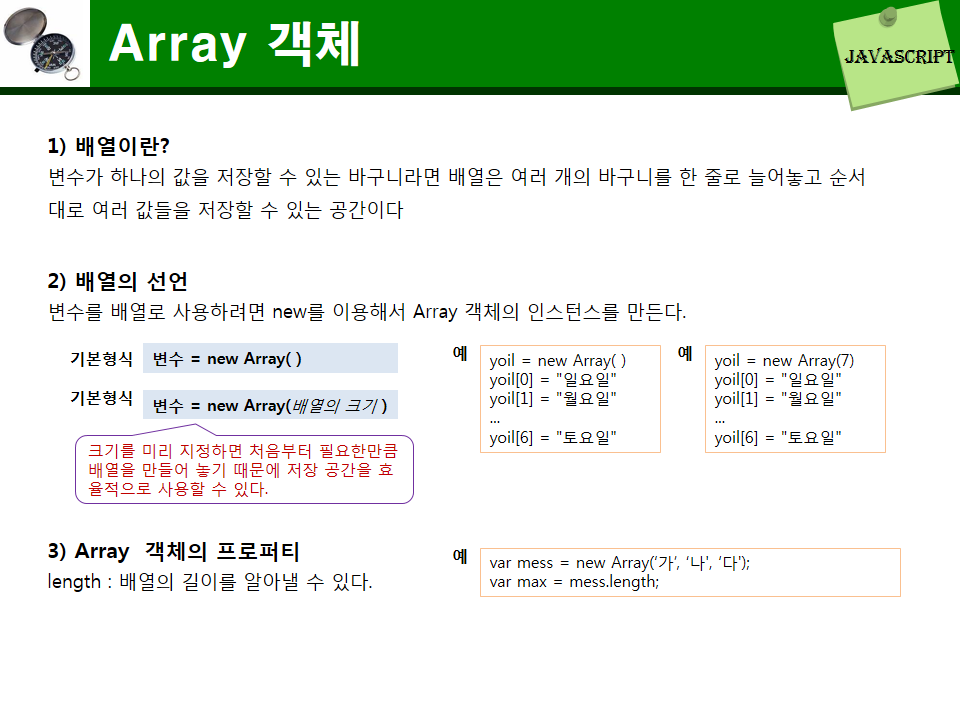 Array 객체
JAVASCRIPT
1) 배열이란?
변수가 하나의 값을 저장할 수 있는 바구니라면 배열은 여러 개의 바구니를 한 줄로 늘어놓고 순서
대로 여러 값들을 저장할 수 있는 공간이다
2) 배열의 선언
변수를 배열로 사용하려면 new를 이용해서 Array 객체의 인스턴스를 만든다.
기본형식
변수 = new Array( )
기본형식
변수 = new Array(배열의 크기 )
크기를 미리 지정하면 처음부터 필요한만큼
배열을 만들어 놓기 때문에 저장 공간을 효
율적으로 사용할 수 있다.
예
yoil = new Array( )
yoil[0] = "일요일"
yoil[1] = "월요일"
...
yoil[6] = "토요일"
예
yoil = new Array(7)
yoil[0] = "일요일"
yoil[1] = "월요일"
...
yoil[6] = "토요일"
3) Array  객체의 프로퍼티
length : 배열의 길이를 알아낼 수 있다.
예
var mess = new Array(‘가’, ‘나', ‘다');
var max = mess.length;